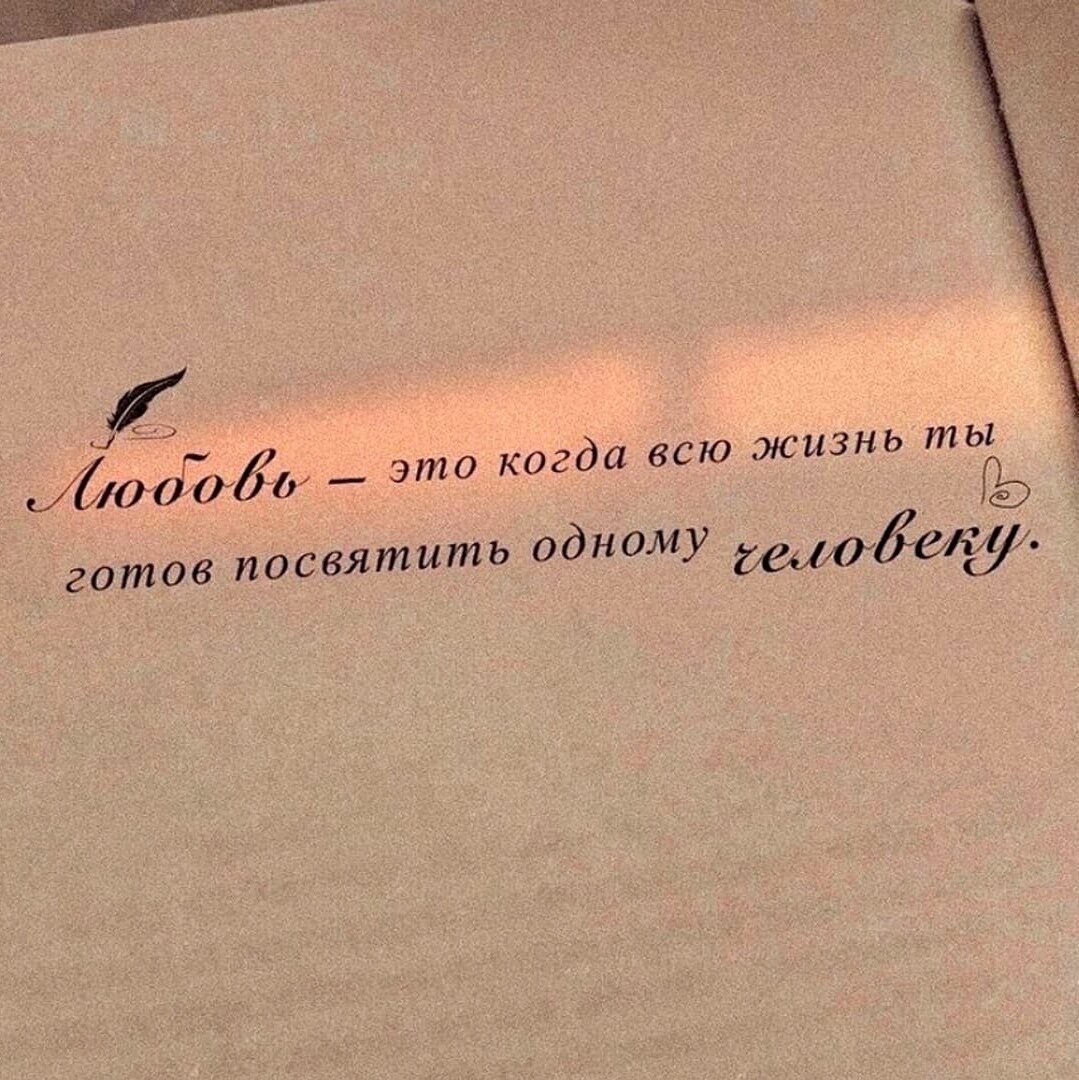 Любовь – это когда всю жизнь ты
готов посвятить одному человеку.